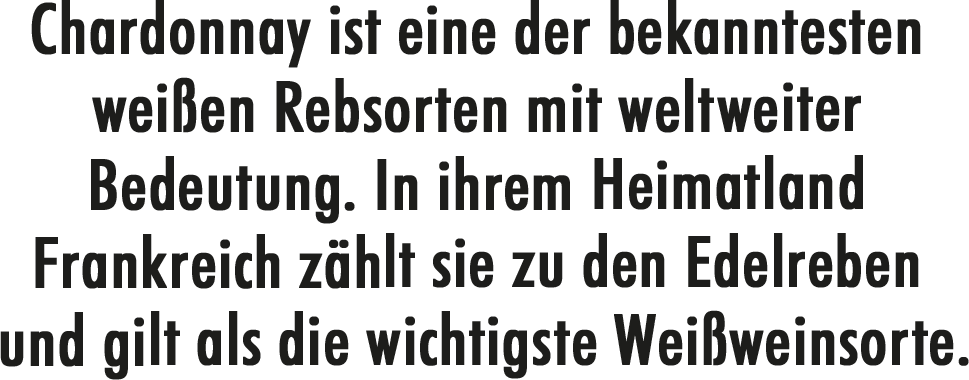 Chardonnay ist eine der bekanntesten
weißen Rebsorten mit weltweiter
Bedeutung. In ihrem Heimatland
Frankreich zählt sie zu den Edelreben
und gilt als die wichtigste Weißweinsorte.